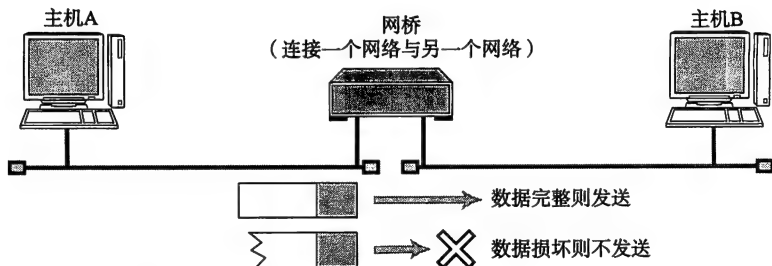 主机A
网桥
（连接一个网络与另一个网络）
主机B
数据完整则发送
数据损坏则不发送